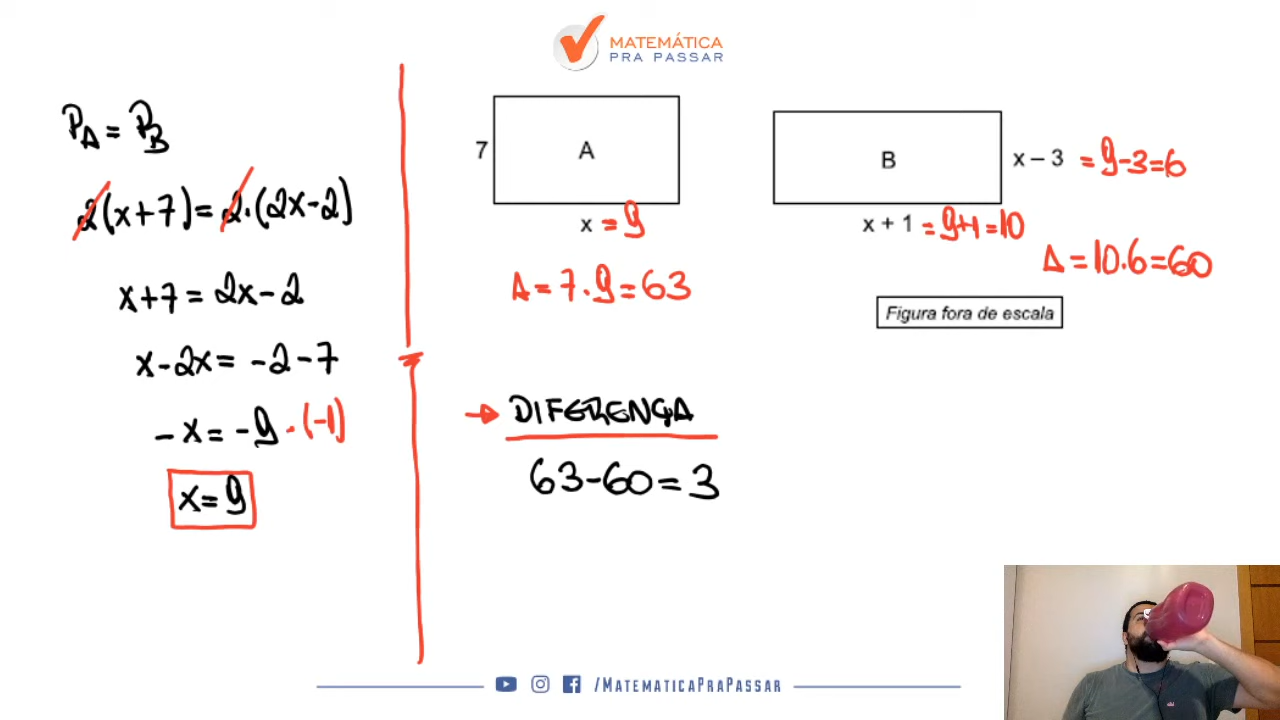 MATEMÁTICA
PRA PASSAR
P_A = P_B
2(x+7) = 2·(2x-2)
x+7 = 2x-2
x-2x = -2-7
-x = -9 ·(-1)
x=9
7
A
x =9
A = 7·9 = 63
B
x – 3 = 9-3=6
x + 1 = 9+1=10
A = 10.6=60
Figura fora de escala
→ DIFERENÇA
63-60=3
/MATEMATICAPRAPASSAR